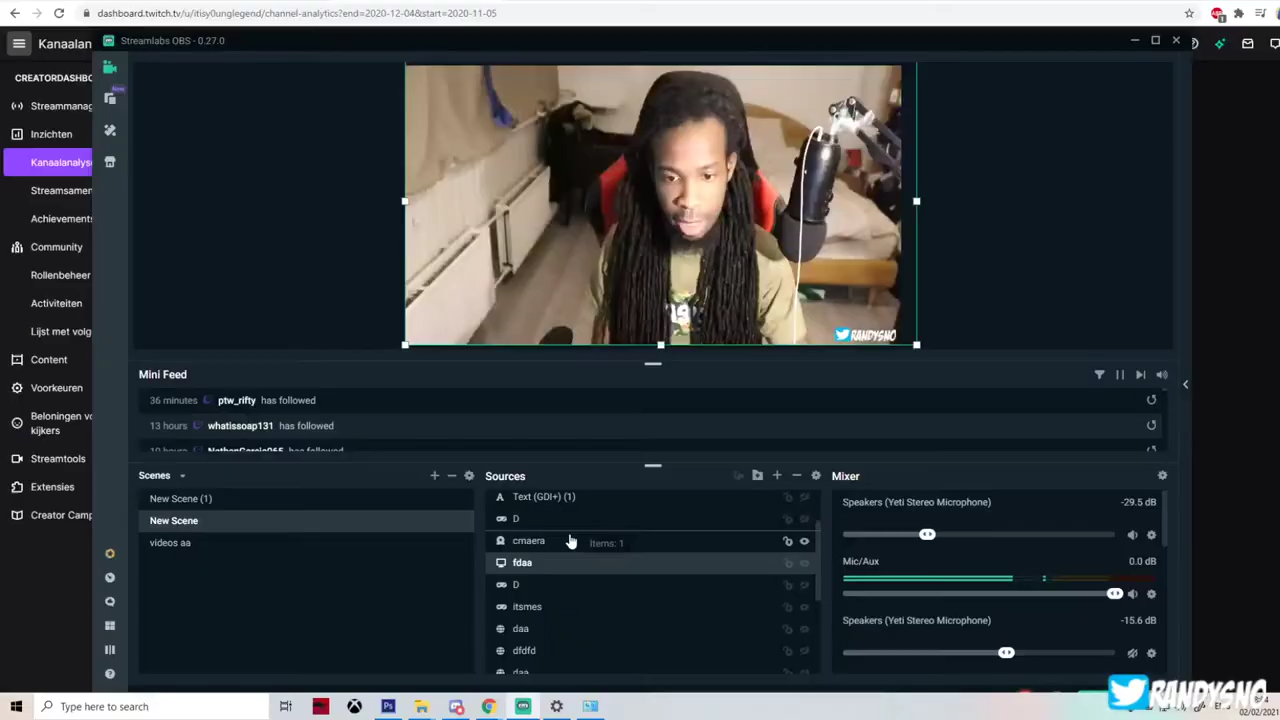 dashboard.twitch.tv/u/itisy0unglegend/channel-analytics?end=2020-12-04&start=2020-11-05
Kanaalan
Streamlabs OBS - 0.27.0
CREATORDASHBO
Streammanag
Inzichten
Kanaalanalyse
Streamsamen
Achievements
Community
Rollenbeheer
Activiteiten
Lijst met volg
Content
Voorkeuren
Beloningen vo
kijkers
Streamtools
Extensies
Creator Camp
New
RANDYSNO
Mini Feed
36 minutes ptw_rifty has followed
13 hours whatissoap131 has followed
Scenes
New Scene (1)
New Scene
videos aa
Sources
Text (GDI+) (1)
D
cmaera
Items: 1
fdaa
D
itsmes
daa
dfdfd
daa
Mixer
Speakers (Yeti Stereo Microphone) -29.5 dB
Mic/Aux 0.0 dB
Speakers (Yeti Stereo Microphone) -15.6 dB
Type here to search
RANDYSNO
02/02/2021